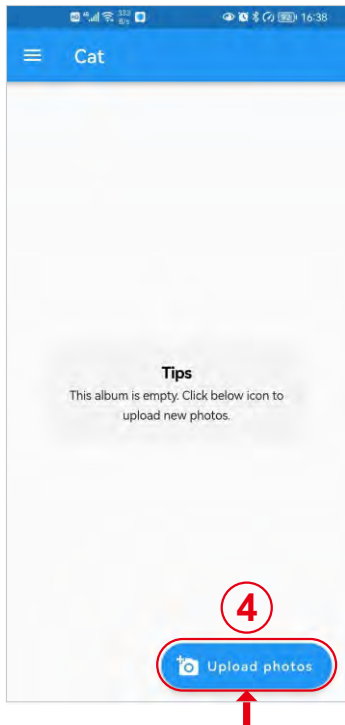 16:38
Cat
Tips
This album is empty. Click below icon to
upload new photos.
4
Upload photos